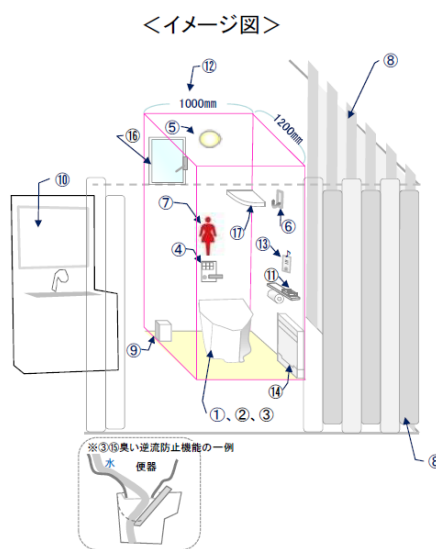 ＜イメージ図＞
⑫
⑧
1000mm
1200mm
⑤
⑯
⑩
⑦
⑰
⑥
④
⑬
⑪
⑨
⑭
①、②、③
⑧
※③⑮臭い逆流防止機能の一例
水
便器